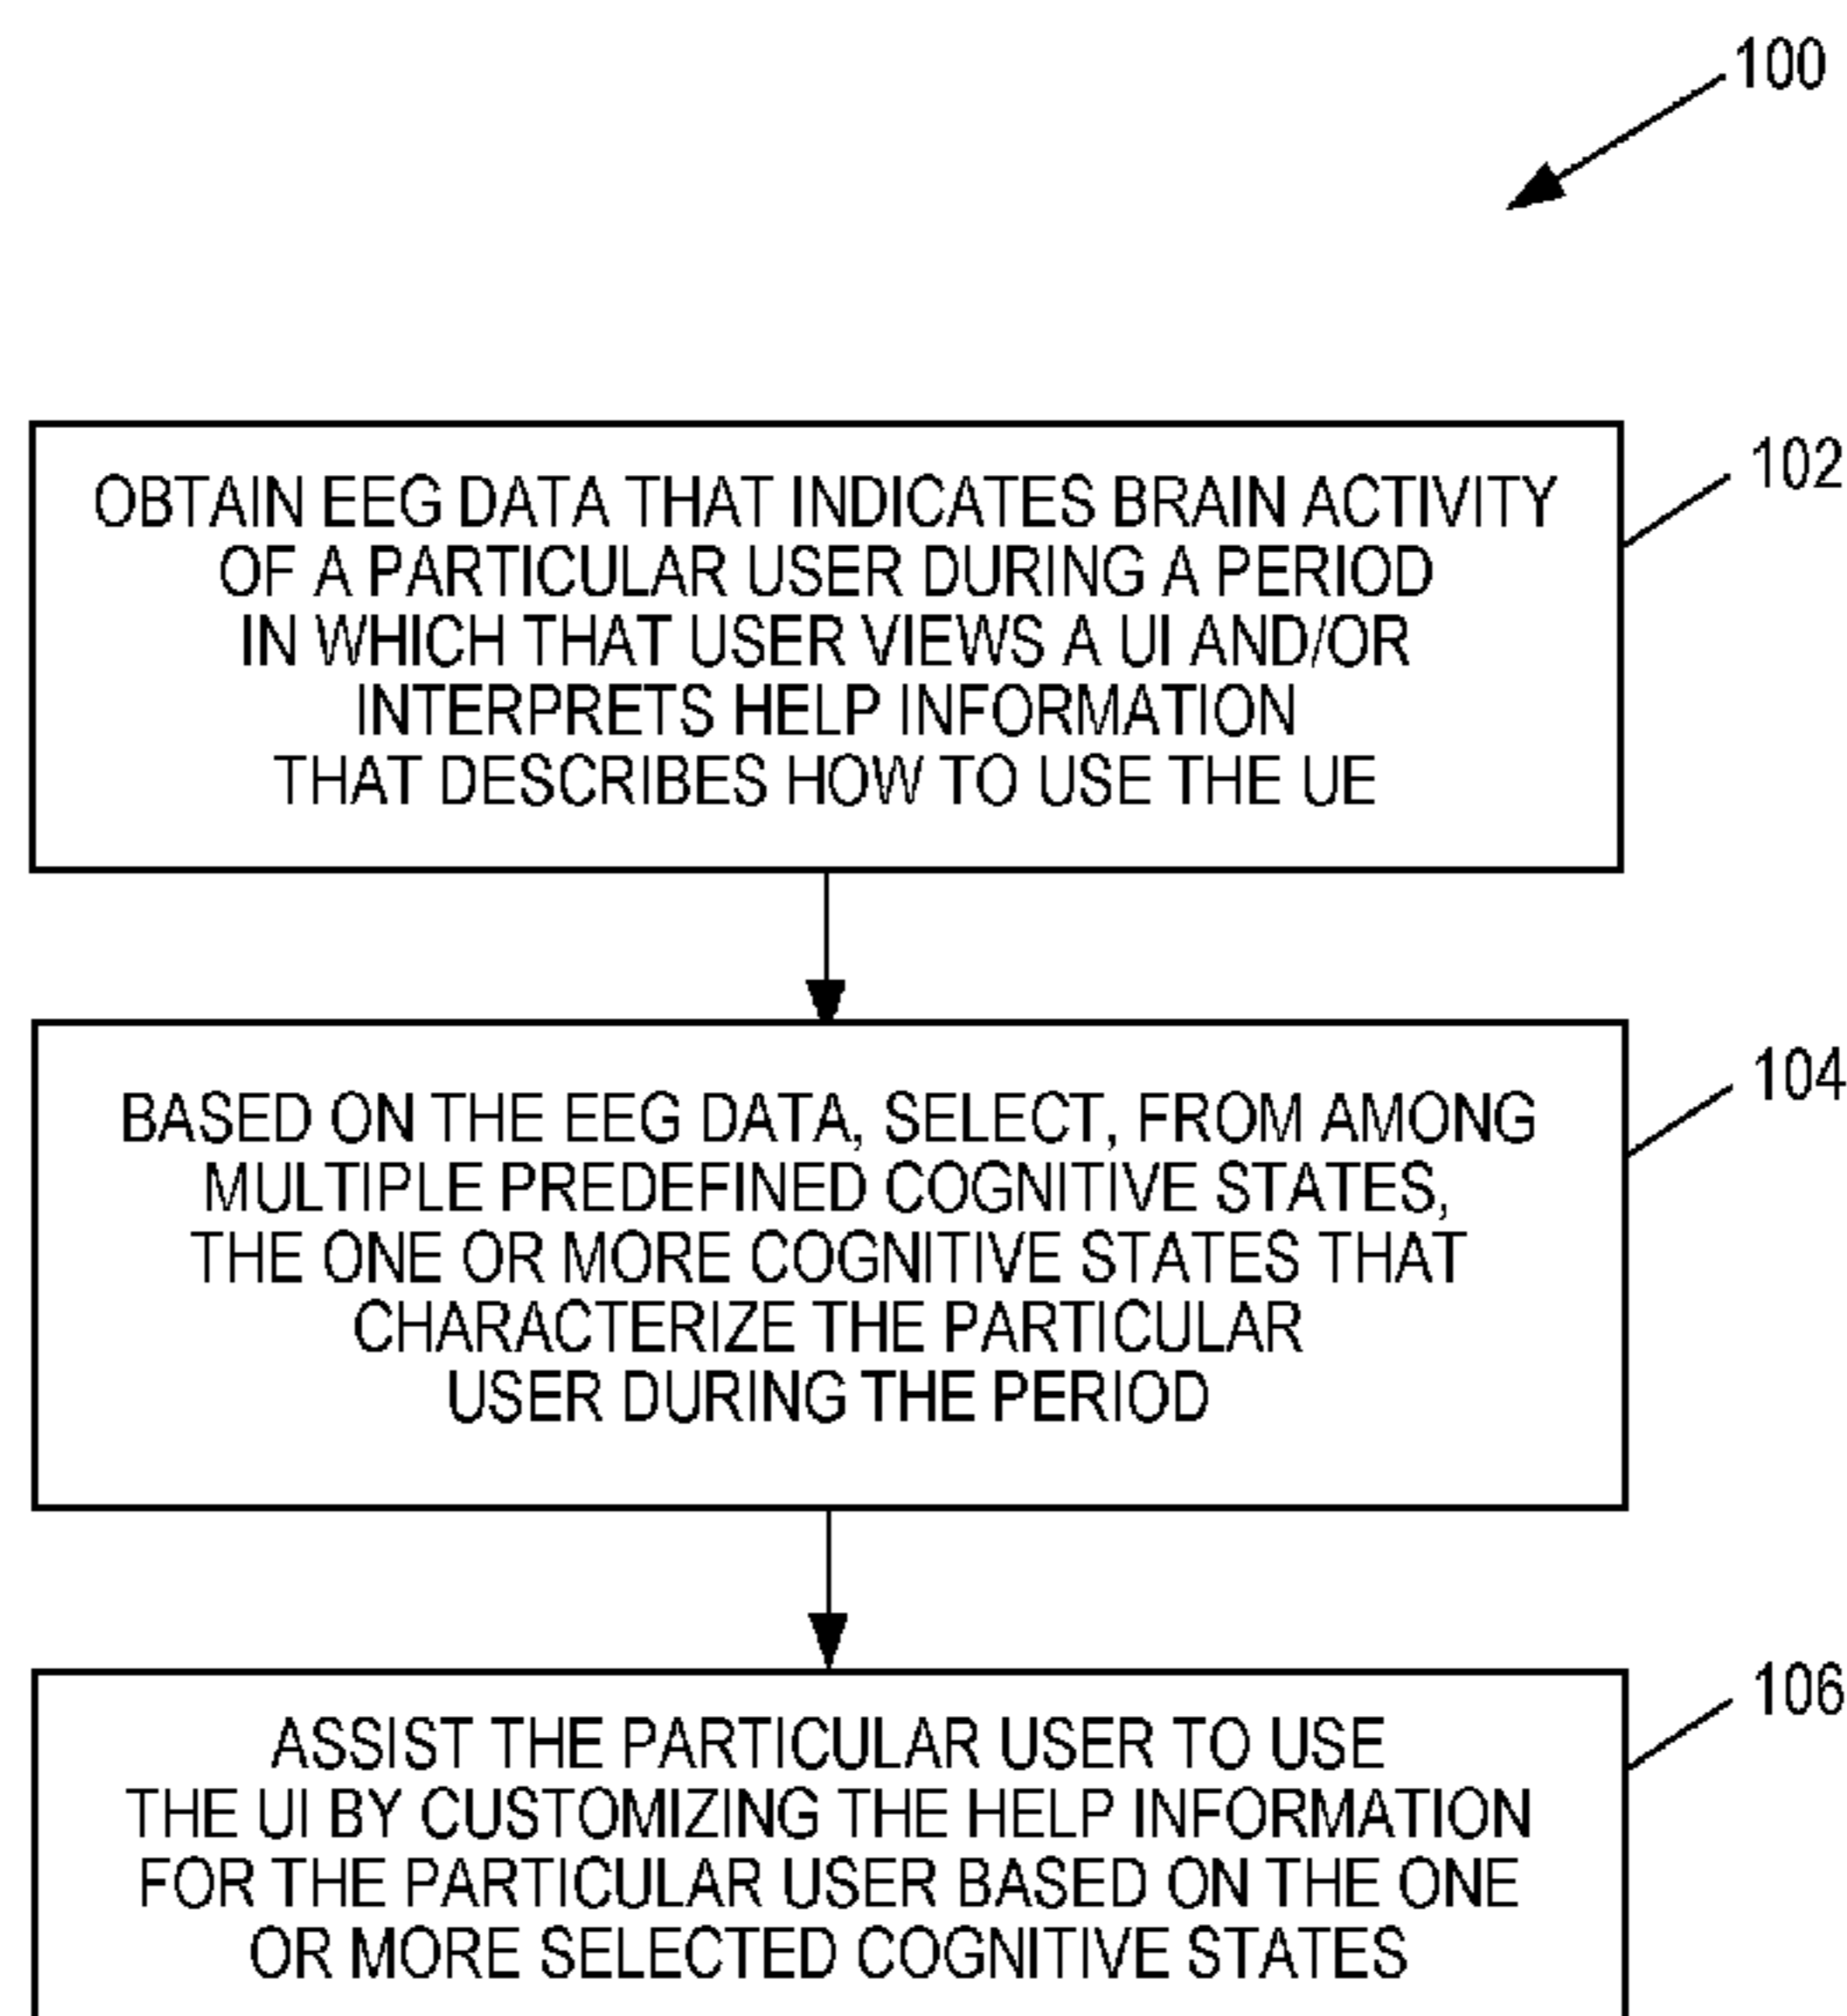 100
102
OBTAIN EEG DATA THAT INDICATES BRAIN ACTIVITY
OF A PARTICULAR USER DURING A PERIOD
IN WHICH THAT USER VIEWS A UI AND/OR
INTERPRETS HELP INFORMATION
THAT DESCRIBES HOW TO USE THE UE
104
BASED ON THE EEG DATA, SELECT, FROM AMONG
MULTIPLE PREDEFINED COGNITIVE STATES,
THE ONE OR MORE COGNITIVE STATES THAT
CHARACTERIZE THE PARTICULAR
USER DURING THE PERIOD
106
ASSIST THE PARTICULAR USER TO USE
THE UI BY CUSTOMIZING THE HELP INFORMATION
FOR THE PARTICULAR USER BASED ON THE ONE
OR MORE SELECTED COGNITIVE STATES